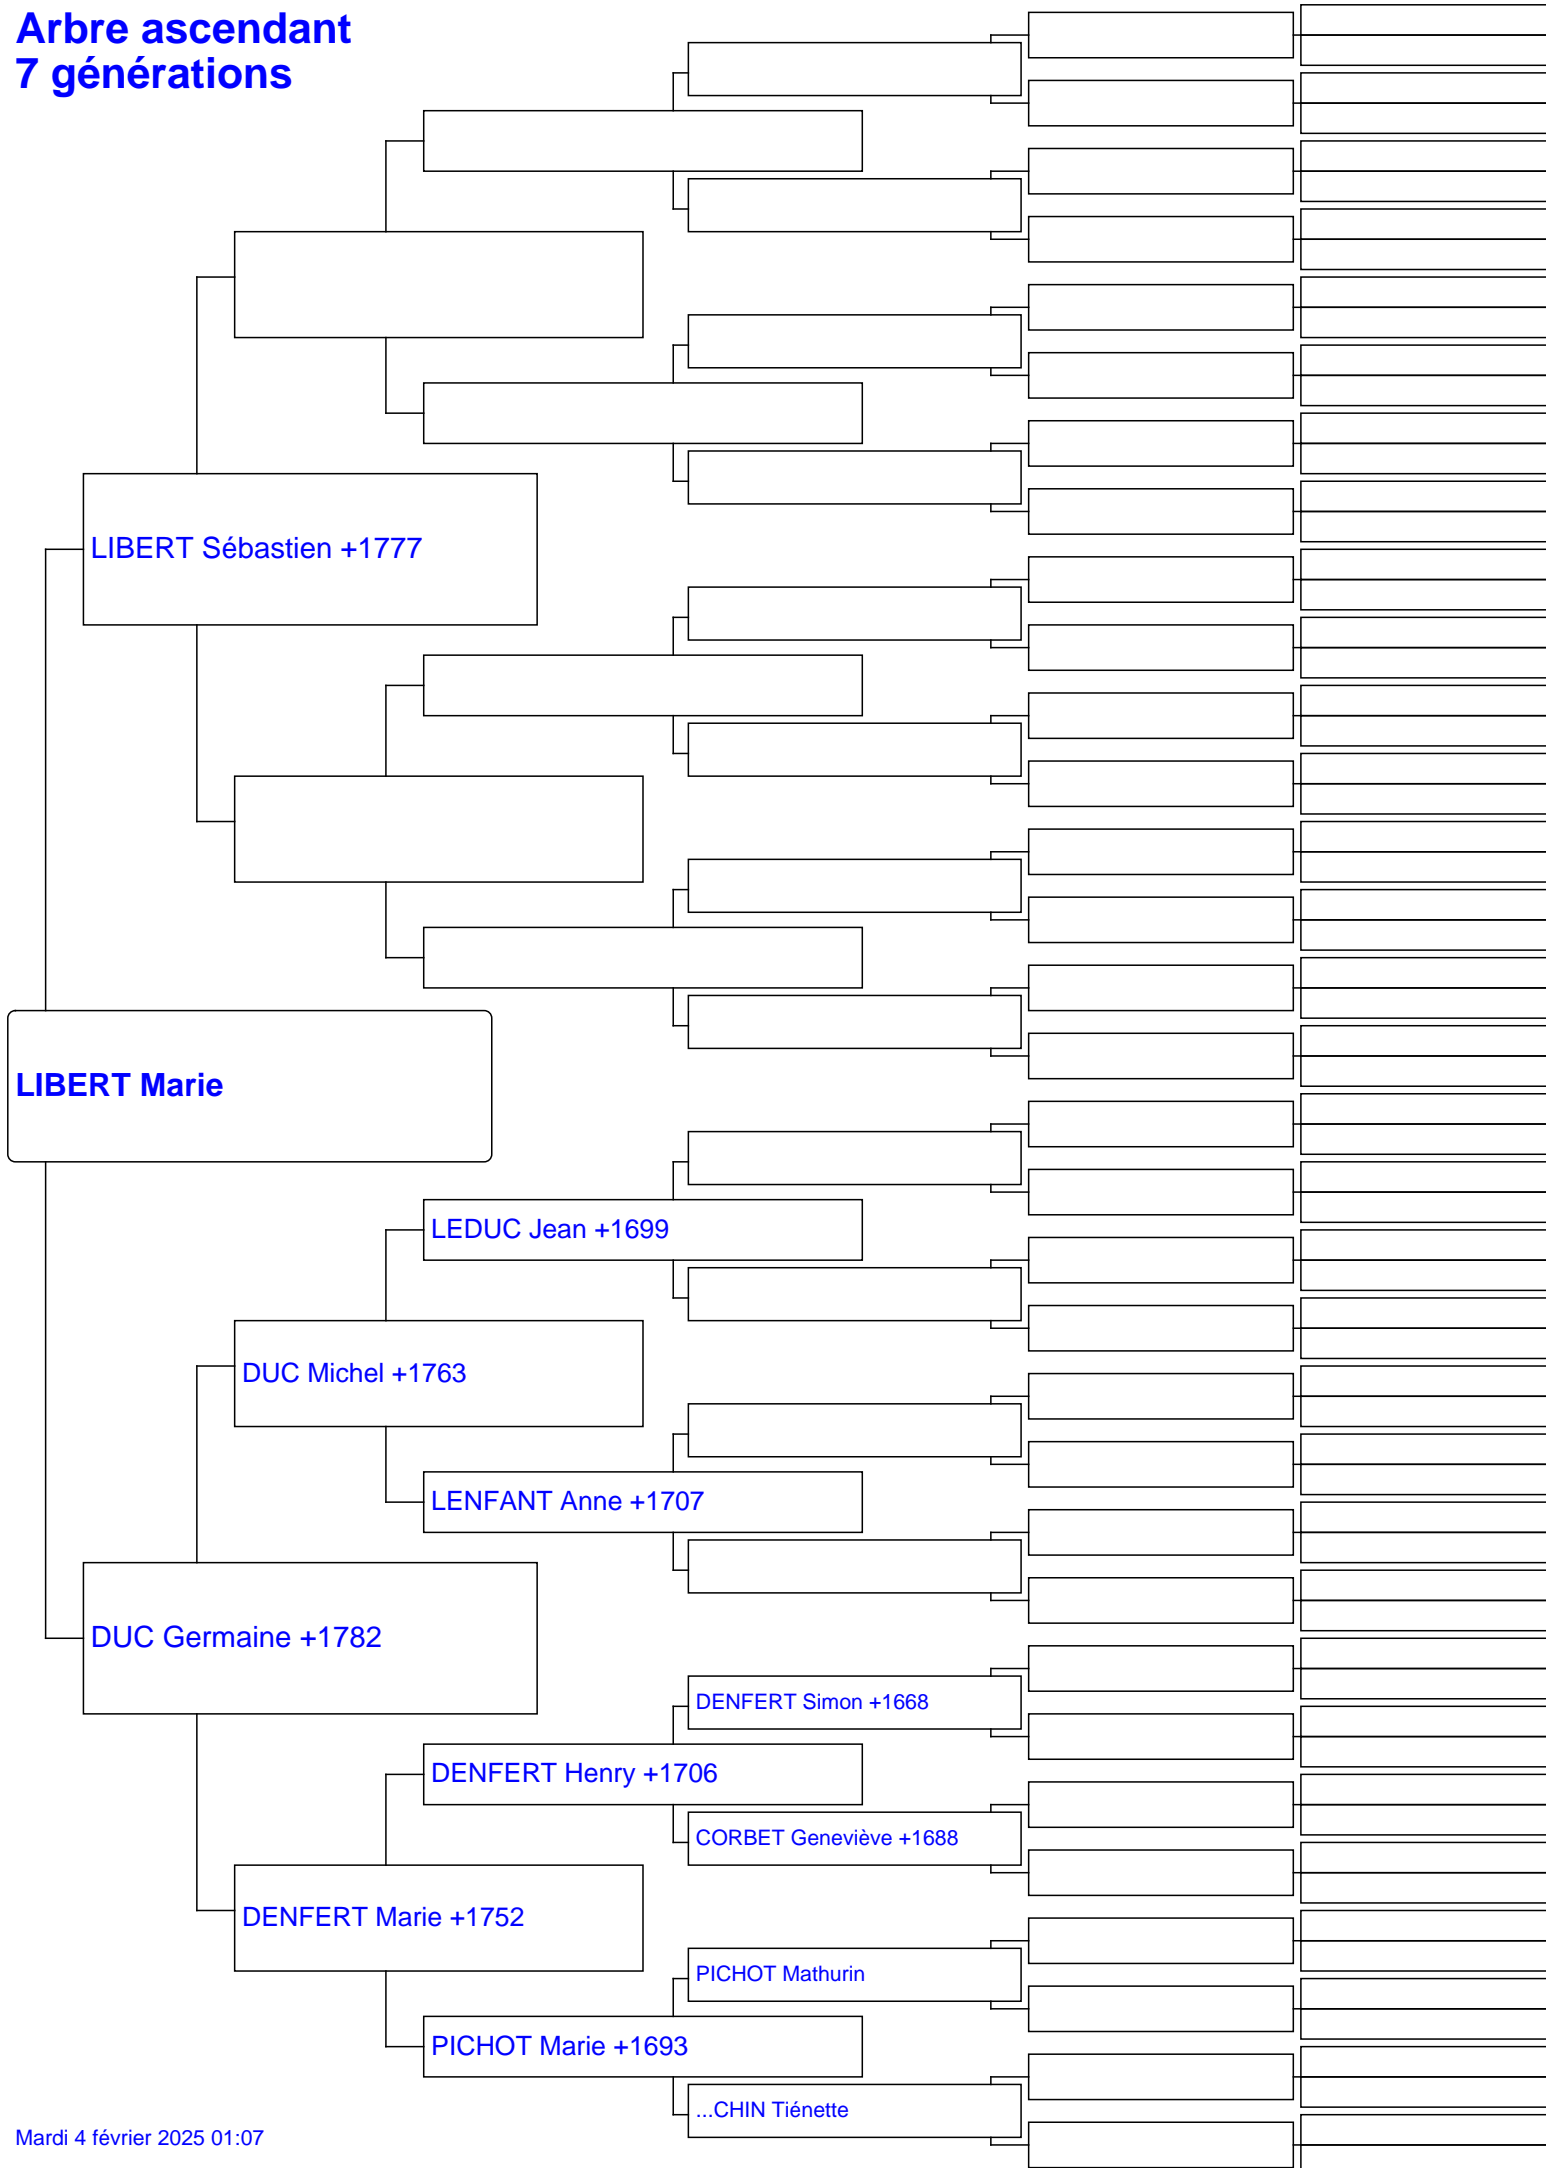 Arbre ascendant
7 générations
LIBERT Sébastien +1777
LIBERT Marie
LEDUC Jean +1699
DUC Michel +1763
LENFANT Anne +1707
DUC Germaine +1782
DENFERT Simon +1668
DENFERT Henry +1706
CORBET Geneviève +1688
DENFERT Marie +1752
PICHOT Mathurin
PICHOT Marie +1693
...CHIN Tiénette
Mardi 4 février 2025 01:07